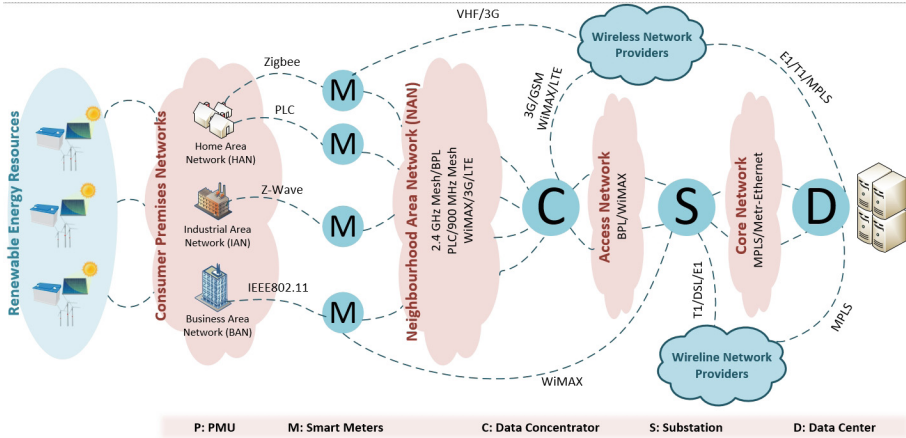 VHF/3G
Wireless Network
Providers
E1/T1/MPLS
3G/GSM
WiMAX/LTE
Renewable Energy Resources
Consumer Premises Networks
Zigbee
M
PLC
Home Area
Network (HAN)
M
Z-Wave
Industrial Area
Network (IAN)
M
IEEE802.11
Business Area
Network (BAN)
M
Neighbourhood Area Network (NAN)
2.4 GHz Mesh/BPL
PLC/900 MHz Mesh
WiMAX/3G/LTE
C
Access Network
BPL/WiMAX
S
Core Network
MPLS/Metr-Ethernet
D
T1/DSL/E1
MPLS
WiMAX
Wireline Network
Providers
P: PMU
M: Smart Meters
C: Data Concentrator
S: Substation
D: Data Center